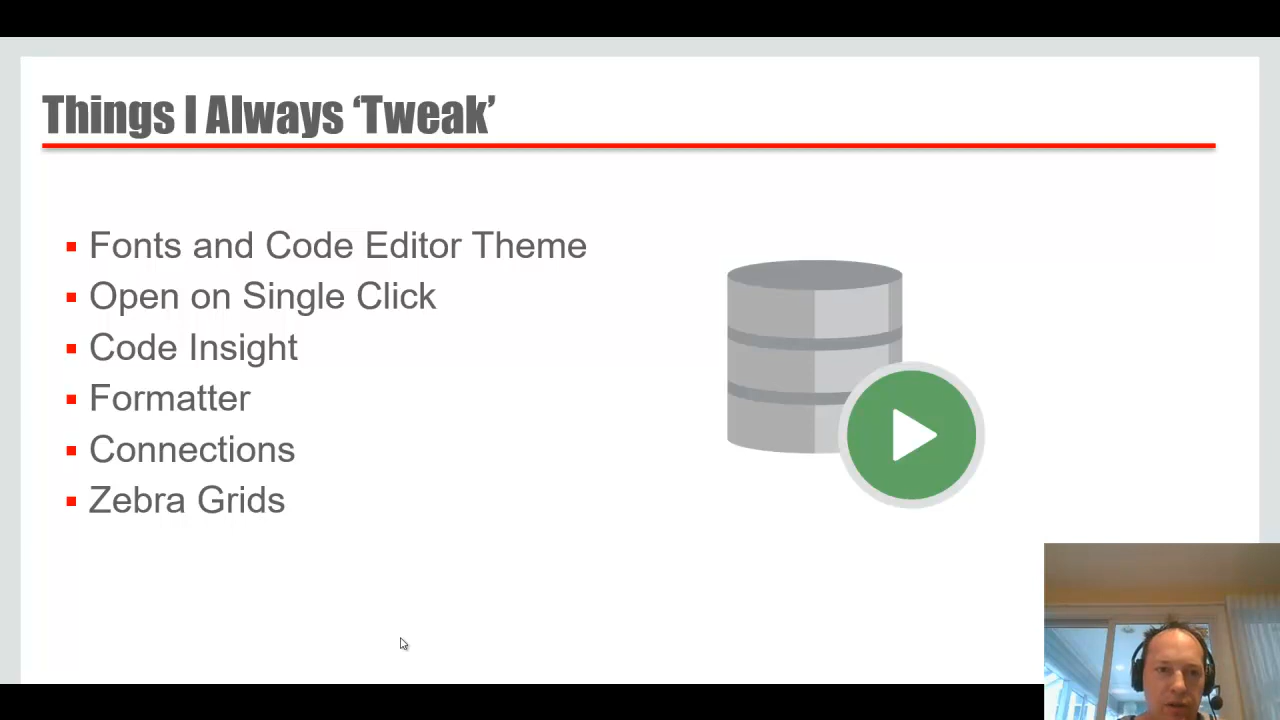 Things I Always ‘Tweak’
Fonts and Code Editor Theme
Open on Single Click
Code Insight
Formatter
Connections
Zebra Grids